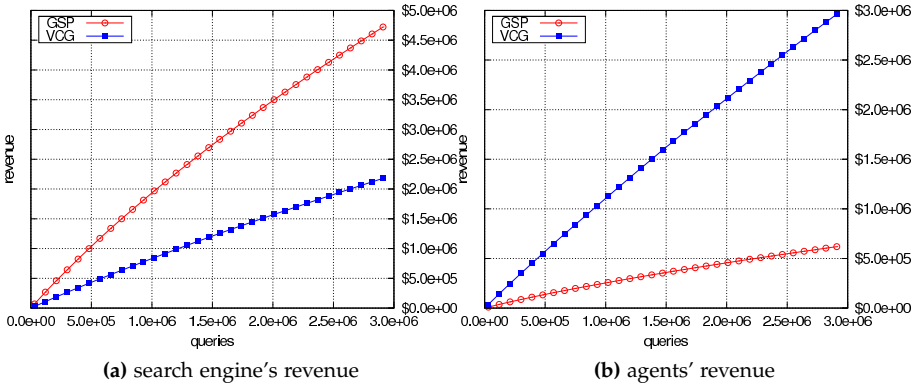 GSP
VCG
revenue
$5.0e+06
$4.5e+06
$4.0e+06
$3.5e+06
$3.0e+06
$2.5e+06
$2.0e+06
$1.5e+06
$1.0e+06
$5.0e+05
$0.0e+00
0.0e+00 5.0e+05 1.0e+06 1.5e+06 2.0e+06 2.5e+06 3.0e+06
queries
(a) search engine's revenue
GSP
VCG
revenue
$3.0e+06
$2.5e+06
$2.0e+06
$1.5e+06
$1.0e+06
$5.0e+05
$0.0e+00
0.0e+00 5.0e+05 1.0e+06 1.5e+06 2.0e+06 2.5e+06 3.0e+06
queries
(b) agents' revenue